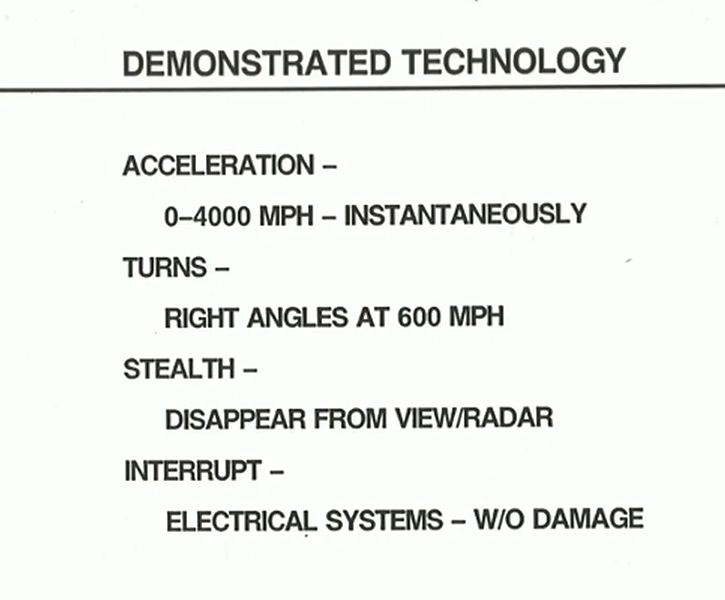 DEMONSTRATED TECHNOLOGY
ACCELERATION –
0–4000 MPH – INSTANTANEOUSLY
TURNS –
RIGHT ANGLES AT 600 MPH
STEALTH –
DISAPPEAR FROM VIEW/RADAR
INTERRUPT –
ELECTRICAL SYSTEMS – W/O DAMAGE